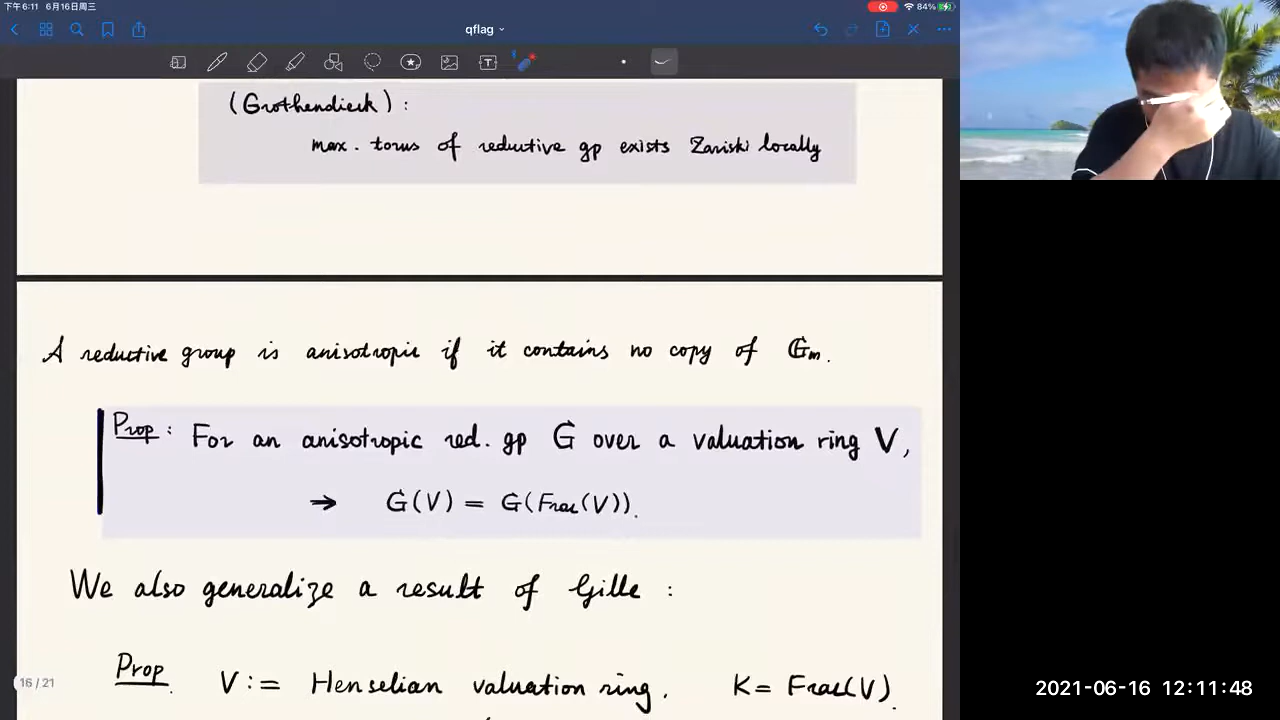 下午6:11 6月16日周三
84%
qflag
(Grothendieck) :
max. torus of reductive gp exists Zariski locally
A reductive group is anisotropic if it contains no copy of 𝔾m.
Prop : For an anisotropic red. gp G over a valuation ring V,
→ G(V) = G(Frac(V)).
We also generalize a result of Gille :
Prop. V := Henselian valuation ring. K = Frac(V).
16 / 21
2021-06-16 12:11:48